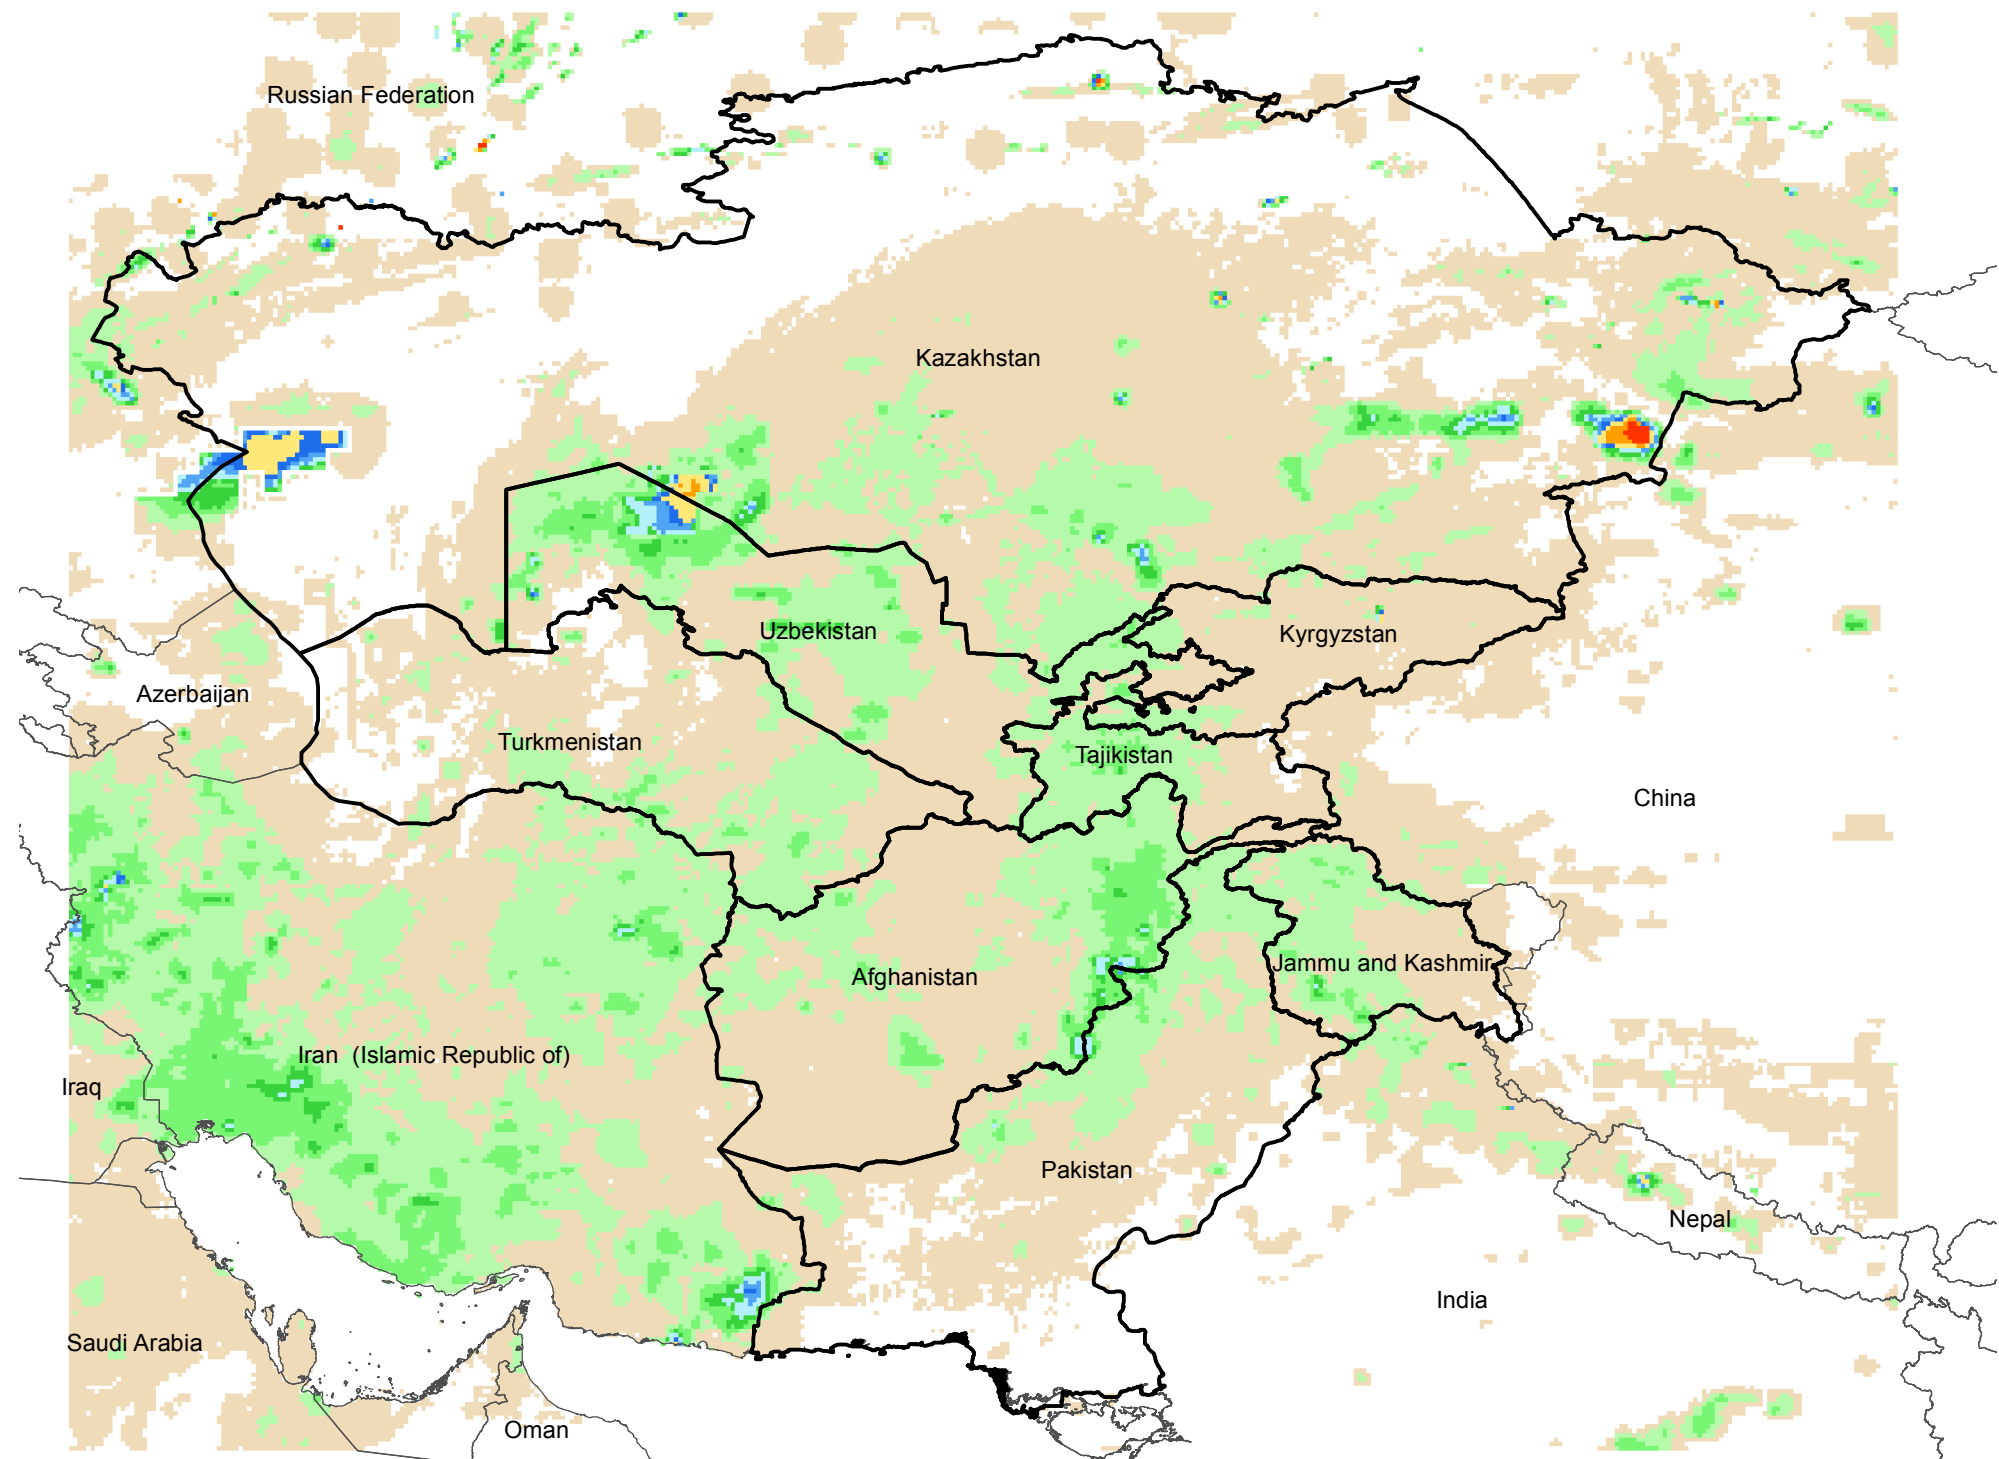 Russian Federation
Kazakhstan
Uzbekistan
Kyrgyzstan
Azerbaijan
Turkmenistan
Tajikistan
China
Afghanistan
Jammu and Kashmir
Iran  (Islamic Republic of)
Iraq
Pakistan
Nepal
India
Saudi Arabia
Oman